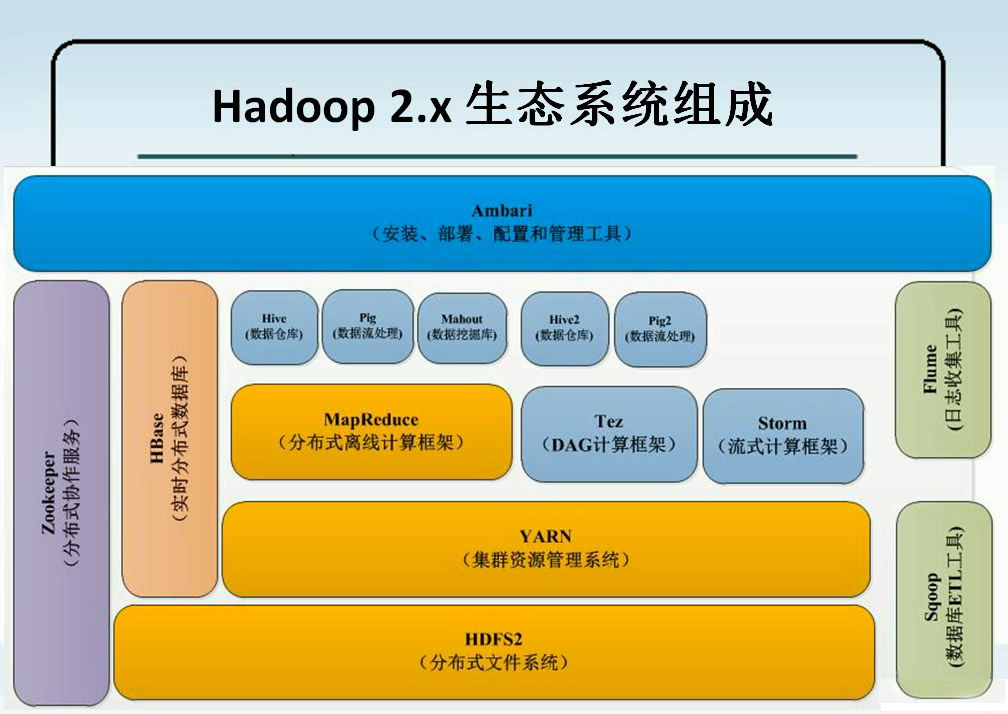 Hadoop 2.x 生态系统组成
Ambari
（安装、部署、配置和管理工具）
Zookeeper
（分布式协作服务）
HBase
（实时分布式数据库）
Hive
(数据仓库)
Pig
(数据流处理)
Mahout
(数据挖掘库)
Hive2
(数据仓库)
Pig2
(数据流处理)
MapReduce
（分布式离线计算框架）
Tez
（DAG计算框架）
Storm
（流式计算框架）
YARN
（集群资源管理系统）
HDFS2
（分布式文件系统）
Flume
(日志收集工具)
Sqoop
(数据库ETL工具)